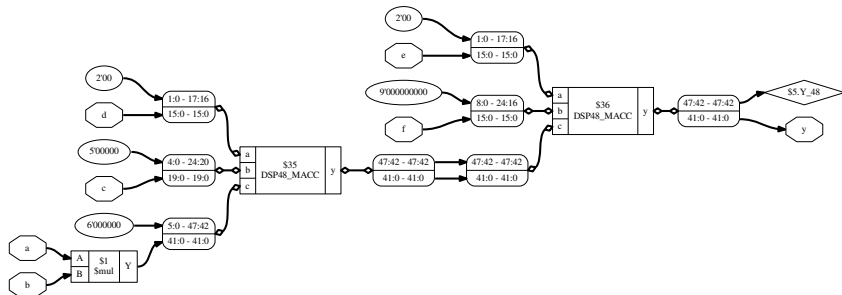 2'00
1:0 - 17:16
e
15:0 - 15:0
2'00
1:0 - 17:16
d
15:0 - 15:0
9'000000000
8:0 - 24:16
f
15:0 - 15:0
a
b
c
$36
DSP48_MACC
y
47:42 - 47:42
41:0 - 41:0
$5.Y_48
y
5'00000
4:0 - 24:20
c
19:0 - 19:0
a
b
c
$35
DSP48_MACC
y
47:42 - 47:42
41:0 - 41:0
47:42 - 47:42
41:0 - 41:0
6'000000
5:0 - 47:42
41:0 - 41:0
a
b
A
B
$1
$mul
Y